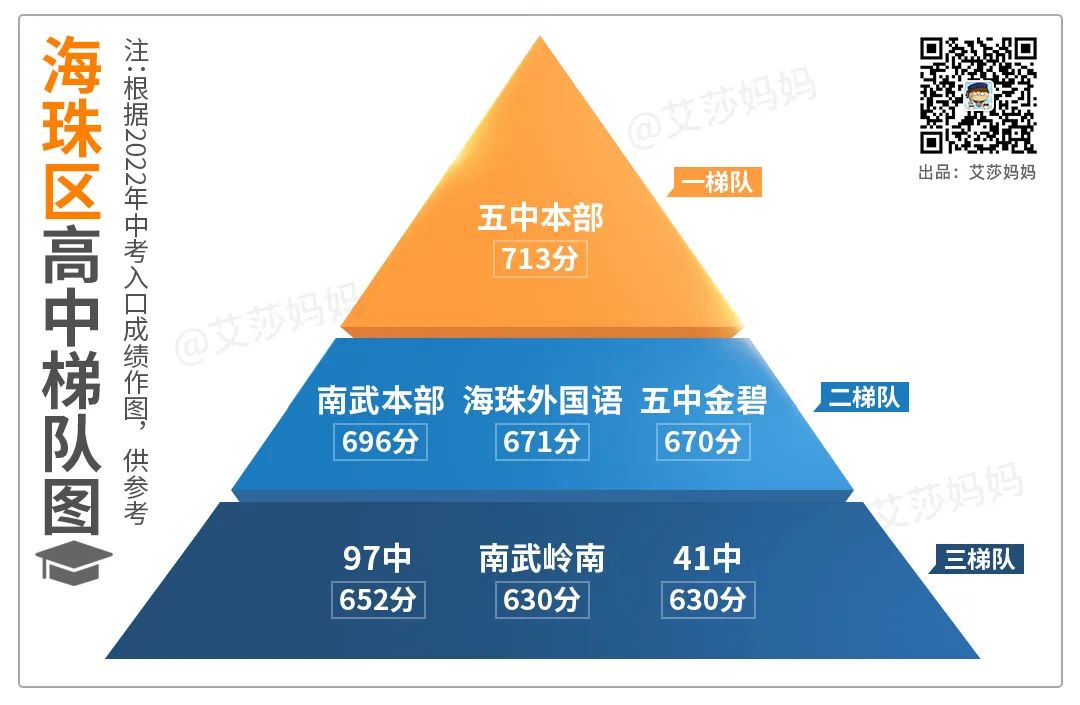 海珠区高中梯队图
注:根据2022年中考入口成绩作图,供参考
出品：艾莎妈妈
@艾莎妈妈
一梯队
五中本部
713分
@艾莎妈妈
二梯队
南武本部 海珠外国语 五中金碧
696分 671分 670分
艾莎妈妈
三梯队
97中 南武岭南 41中
652分 630分 630分